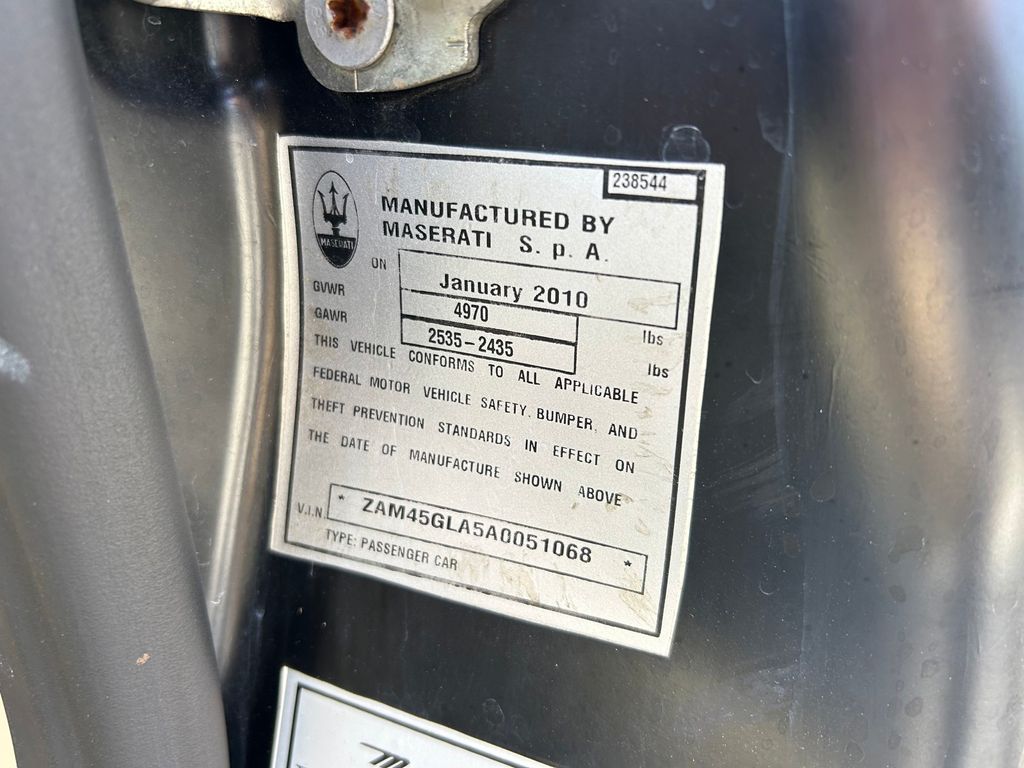 238544
MASERATI
MANUFACTURED BY
MASERATI S. p. A.
ON January 2010
GVWR 4970 lbs
GAWR 2535-2435 lbs
THIS VEHICLE CONFORMS TO ALL APPLICABLE
FEDERAL MOTOR VEHICLE SAFETY. BUMPER, AND
THEFT PREVENTION STANDARDS IN EFFECT ON
THE DATE OF MANUFACTURE SHOWN ABOVE
V.I.N. * ZAM45GLA5A0051068 *
TYPE: PASSENGER CAR